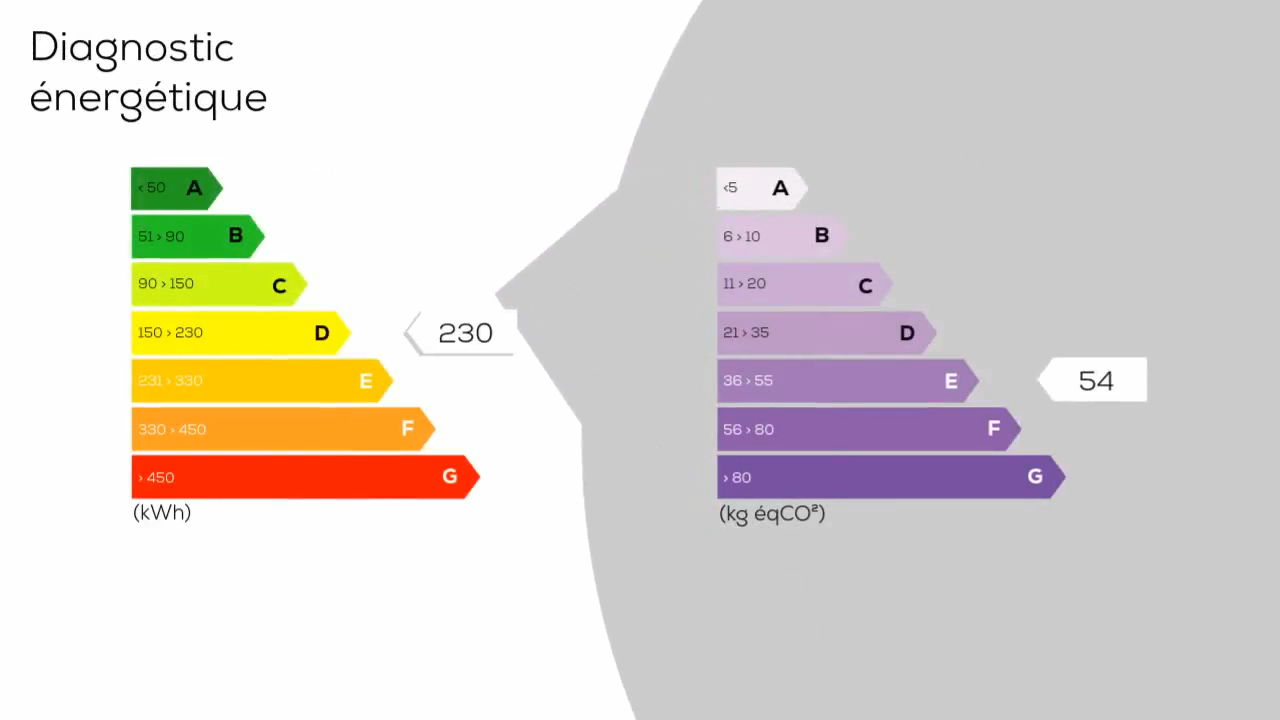 Diagnostic
énergétique
< 50 A
51 > 90 B
90 > 150 C
150 > 230 D
230
231 > 330 E
330 > 450 F
> 450 G
(kWh)
<5 A
6 > 10 B
11 > 20 C
21 > 35 D
36 > 55 E
54
56 > 80 F
> 80 G
(kg éqCO²)